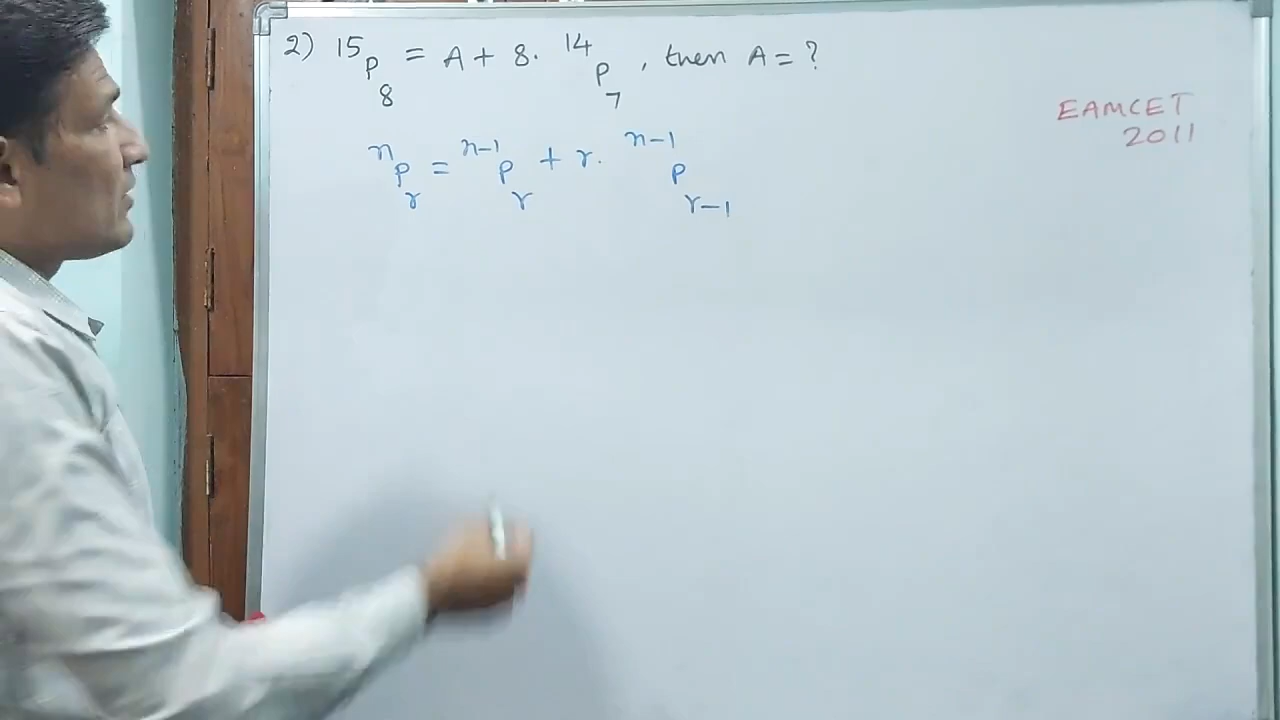 2) ¹⁵P₈ = A + 8. ¹⁴P₇, then A = ?
EAMCET
2011
ⁿPᵣ = ⁿ⁻¹Pᵣ + r. ⁿ⁻¹Pᵣ₋₁